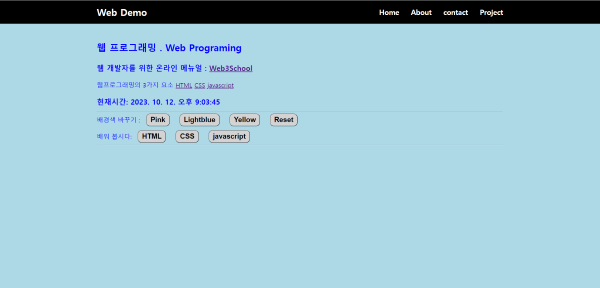 Web Demo Home About contact Project
웹 프로그래밍 . Web Programing
웹 개발자를 위한 온라인 메뉴얼 : Web3School
웹프로그래밍의 3가지 요소 HTML CSS javascript
현재시간: 2023. 10. 12. 오후 9:03:45
배경색 바꾸기 : Pink Lightblue Yellow Reset
배워 봅시다: HTML CSS javascript